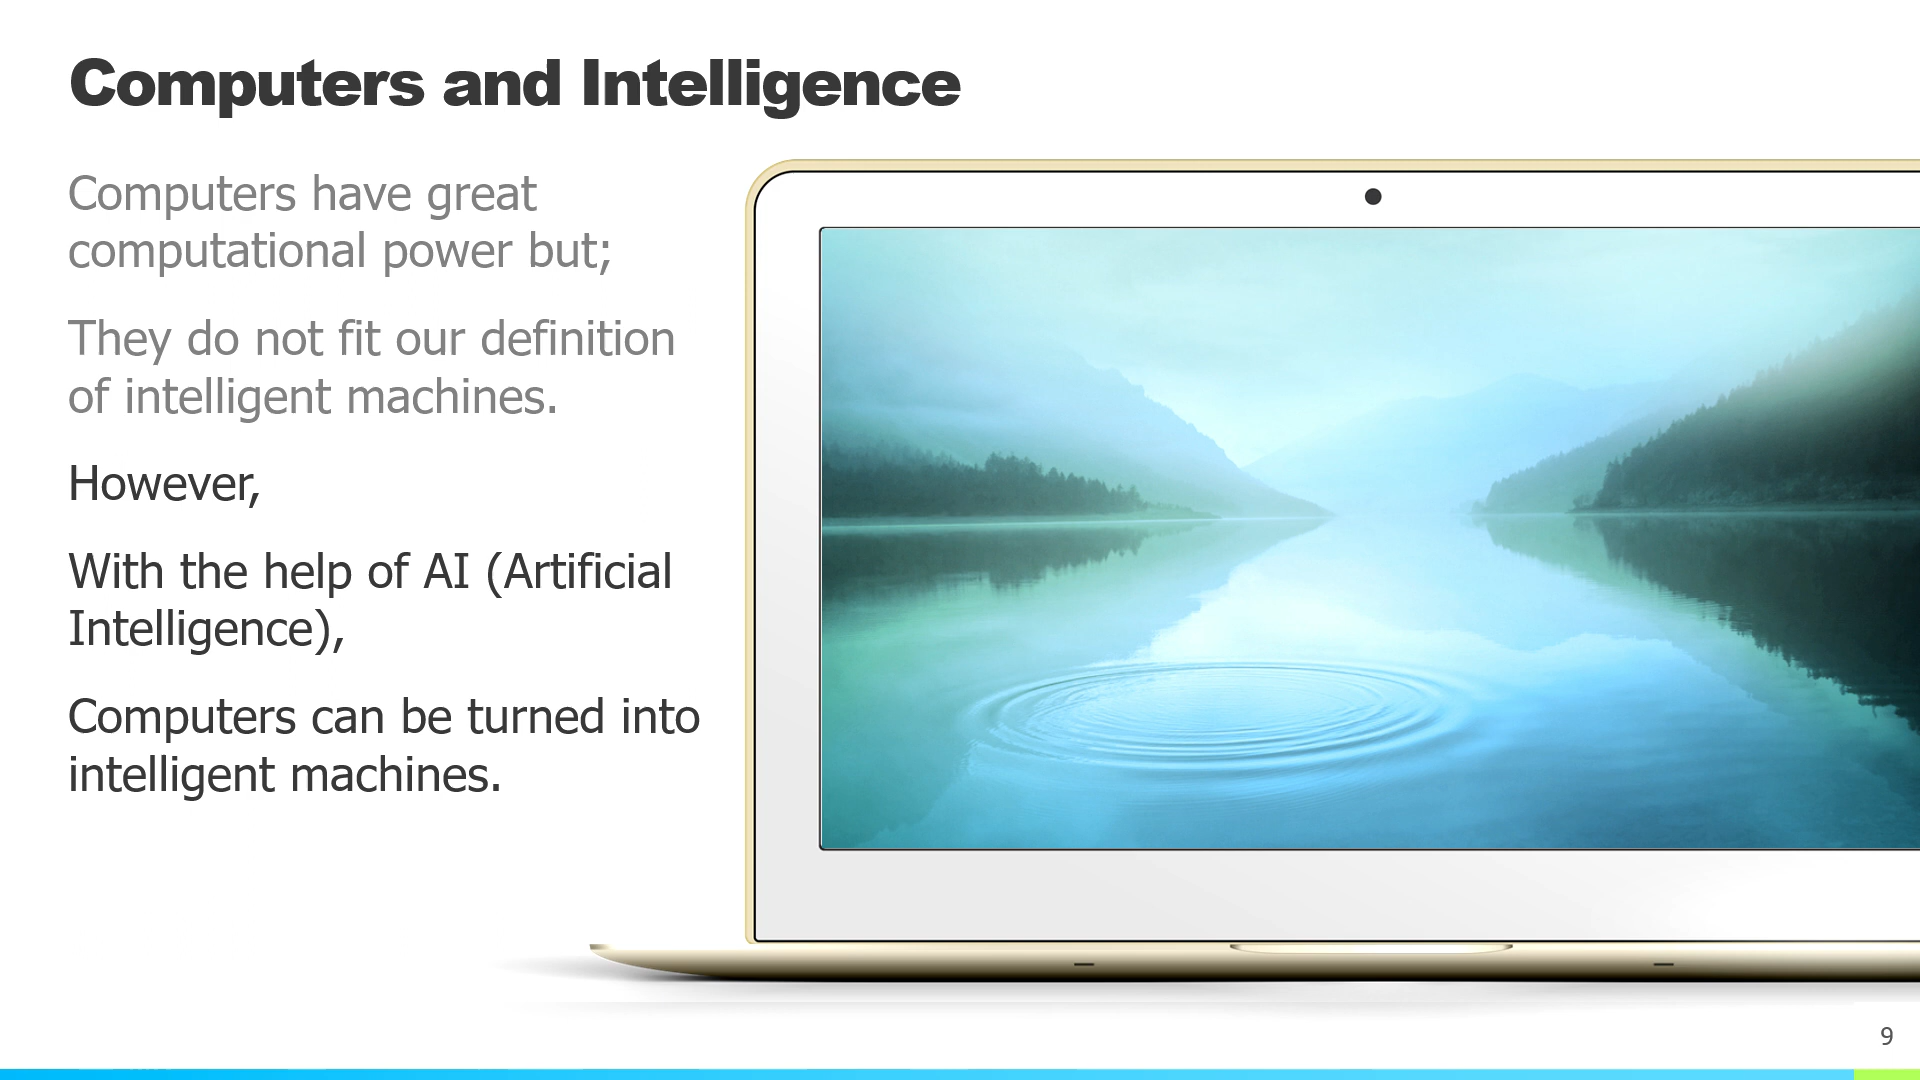 Computers and Intelligence
Computers have great
computational power but;
They do not fit our definition
of intelligent machines.
However,
With the help of AI (Artificial
Intelligence),
Computers can be turned into
intelligent machines.
9